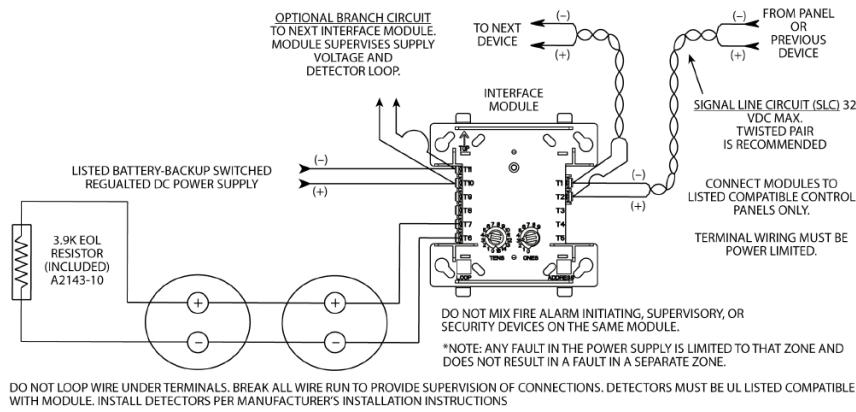 OPTIONAL BRANCH CIRCUIT
TO NEXT INTERFACE MODULE.
MODULE SUPERVISES SUPPLY
VOLTAGE AND
DETECTOR LOOP.
TO NEXT
DEVICE
(–)
(+)
(–)
(+)
FROM PANEL
OR
PREVIOUS
DEVICE
INTERFACE
MODULE
SIGNAL LINE CIRCUIT (SLC) 32
VDC MAX.
TWISTED PAIR
IS RECOMMENDED
CONNECT MODULES TO
LISTED COMPATIBLE CONTROL
PANELS ONLY.
TERMINAL WIRING MUST BE
POWER LIMITED.
LISTED BATTERY-BACKUP SWITCHED
REGUALTED DC POWER SUPPLY
(–)
(+)
TOP
T11
T10
T9
T8
T7
T6
T1
T2
T3
T4
T5
(–)
(+)
TENS
ONES
LOOP
ADDRESS
3.9K EOL
RESISTOR
(INCLUDED)
A2143-10
+
–
+
–
DO NOT MIX FIRE ALARM INITIATING, SUPERVISORY, OR
SECURITY DEVICES ON THE SAME MODULE.
*NOTE: ANY FAULT IN THE POWER SUPPLY IS LIMITED TO THAT ZONE AND
DOES NOT RESULT IN A FAULT IN A SEPARATE ZONE.
DO NOT LOOP WIRE UNDER TERMINALS. BREAK ALL WIRE RUN TO PROVIDE SUPERVISION OF CONNECTIONS. DETECTORS MUST BE UL LISTED COMPATIBLE
WITH MODULE. INSTALL DETECTORS PER MANUFACTURER'S INSTALLATION INSTRUCTIONS